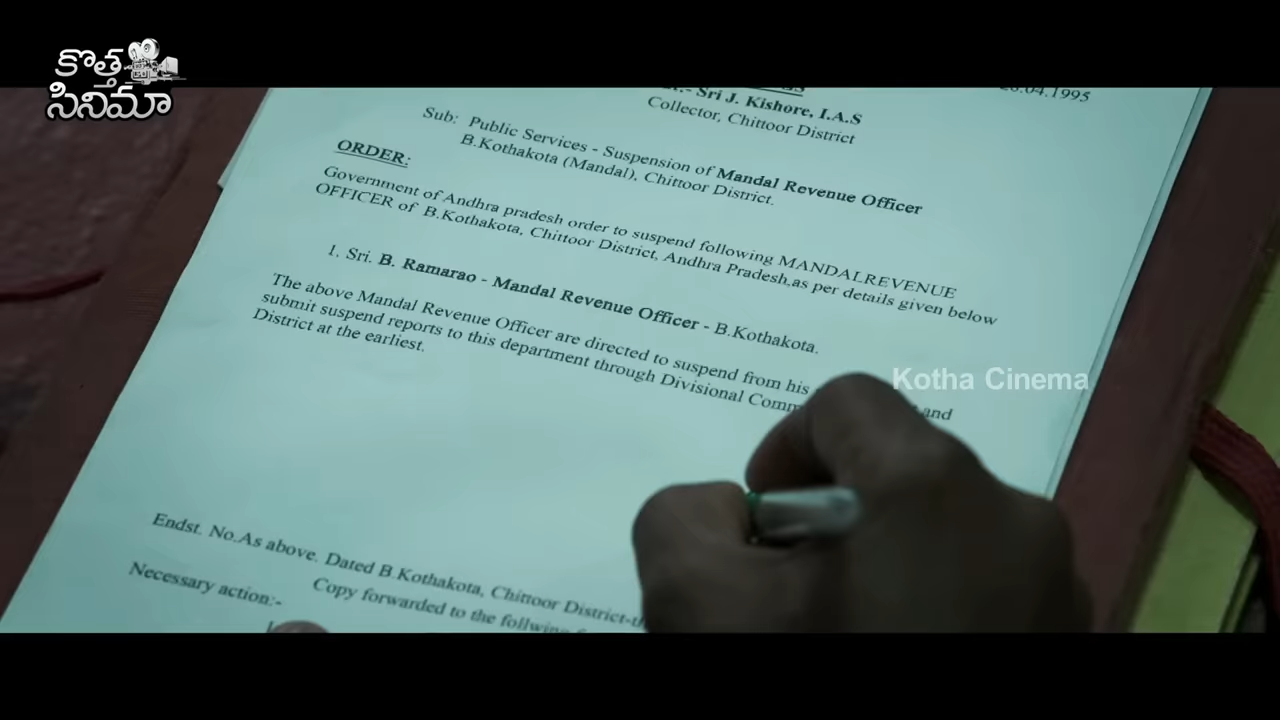 కొత్త
సినిమా
.04.1995
Sri J. Kishore, I.A.S
Collector, Chittoor District
Sub: Public Services - Suspension of Mandal Revenue Officer
B.Kothakota (Mandal), Chittoor District.
ORDER:
Government of Andhra pradesh order to suspend following MANDALREVENUE
OFFICER of B.Kothakota, Chittoor District, Andhra Pradesh,as per details given below
1. Sri. B. Ramarao - Mandal Revenue Officer - B.Kothakota.
The above Mandal Revenue Officer are directed to suspend from his and
submit suspend reports to this department through Divisional
District at the earliest.
Kotha Cinema
Endst. No.As above. Dated B.Kothakota, Chittoor District-
Copy forwarded to the follwing
Necessary action:-